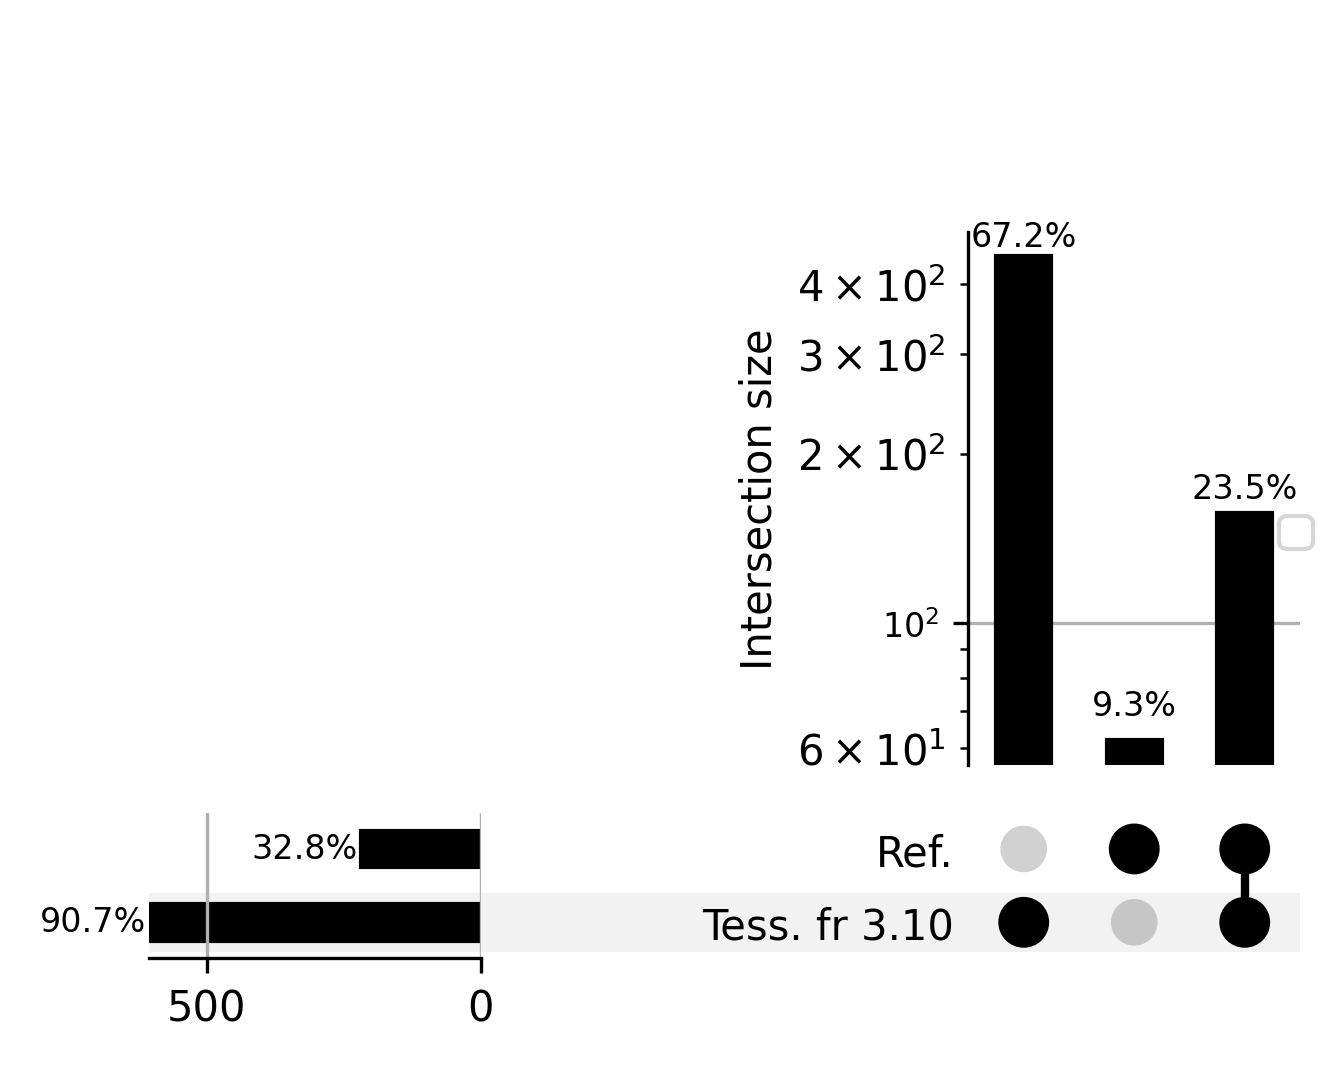 67.2%
4 × 10²
3 × 10²
2 × 10²
Intersection size
23.5%
10²
9.3%
6 × 10¹
32.8%
Ref.
90.7%
Tess. fr 3.10
500
0